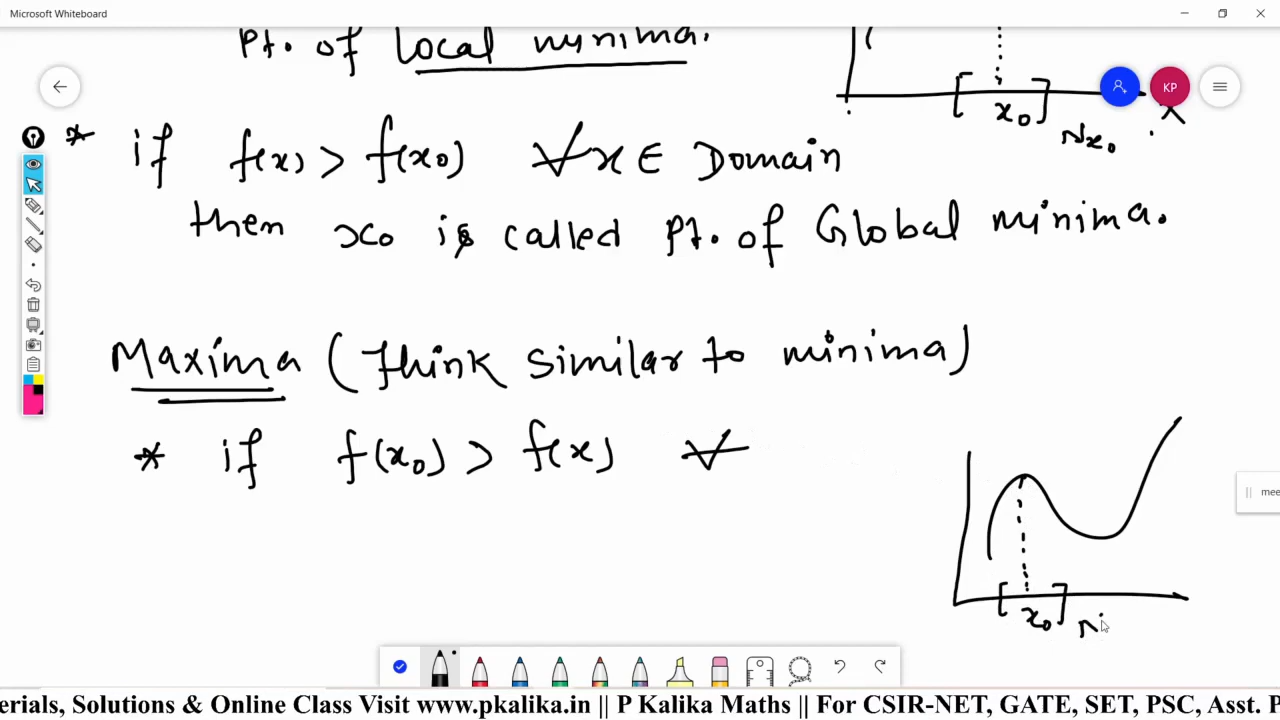 Microsoft Whiteboard
Pt. of local minima.
x₀
Nx₀
X
KP
* if f(x) > f(x₀) ∀ x ∈ Domain
then x₀ is called Pt. of Global minima.
Maxima (Think similar to minima)
* if f(x₀) > f(x) ∀
mee
x₀
N
erials, Solutions & Online Class Visit www.pkalika.in || P Kalika Maths || For CSIR-NET, GATE, SET, PSC, Asst. P